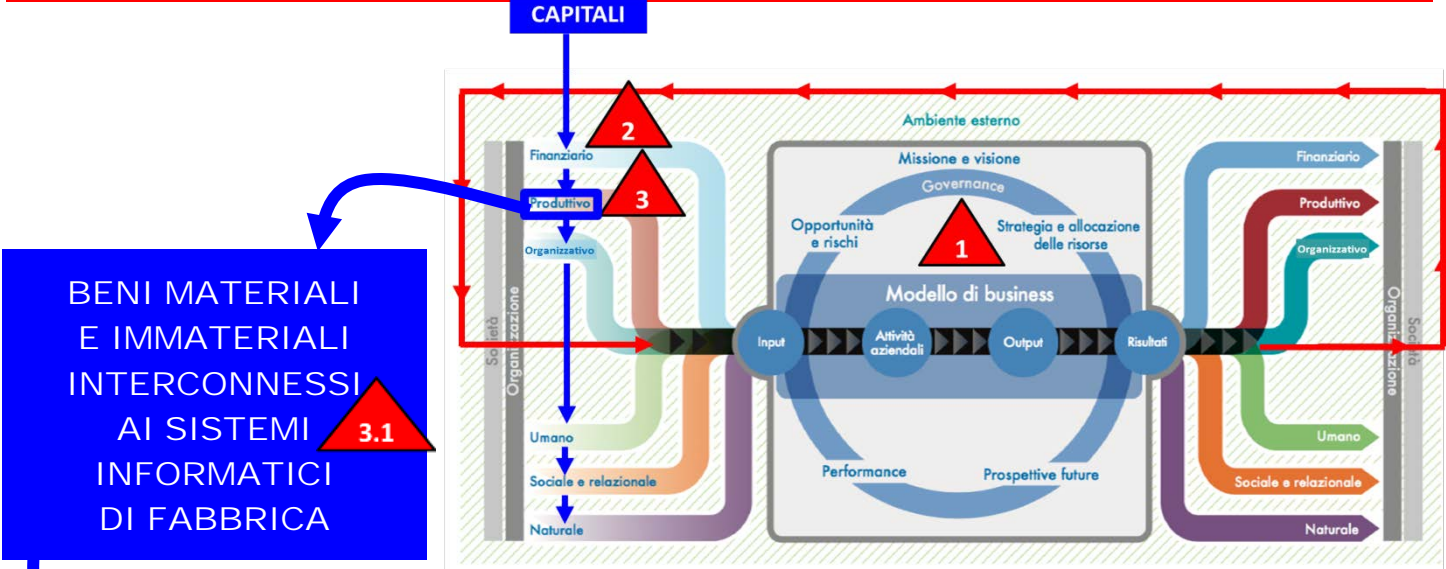 CAPITALI
2
3
1
3.1
BENI MATERIALI
E IMMATERIALI
INTERCONNESSI
AI SISTEMI
INFORMATICI
DI FABBRICA
Società
Organizzazione
Finanziario
Produttivo
Organizzativo
Umano
Sociale e relazionale
Naturale
Ambiente esterno
Missione e visione
Governance
Opportunità
e rischi
Strategia e allocazione
delle risorse
Modello di business
Input
Attività
aziendali
Output
Risultati
Performance
Prospettive future
Finanziario
Produttivo
Organizzativo
Umano
Sociale e relazionale
Naturale
Organizzazione
Società